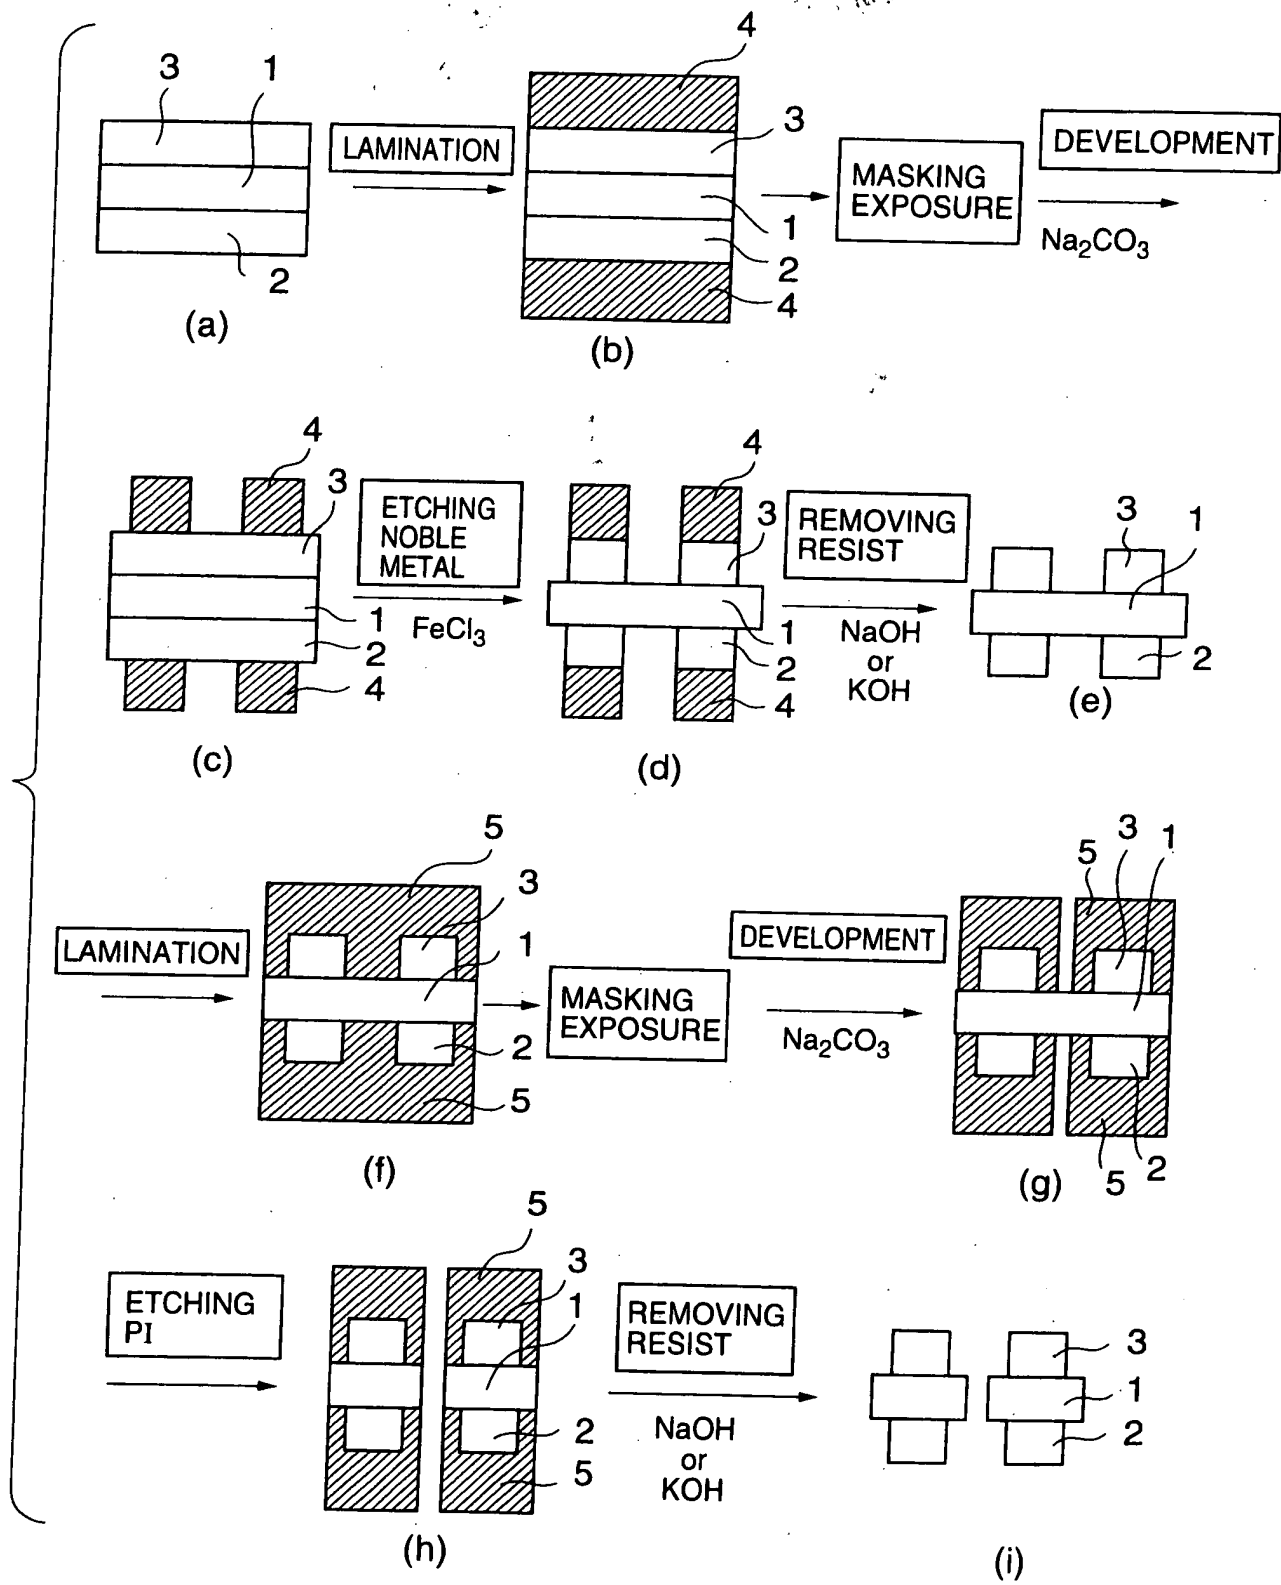 3
1
2
(a)
LAMINATION
4
3
1
2
4
(b)
MASKING
EXPOSURE
DEVELOPMENT
Na2CO3
4
3
1
2
4
(c)
ETCHING
NOBLE
METAL
FeCl3
4
3
1
2
4
(d)
REMOVING
RESIST
NaOH
or
KOH
3
1
2
(e)
LAMINATION
5
3
1
2
5
(f)
MASKING
EXPOSURE
DEVELOPMENT
Na2CO3
5
3
1
5
2
(g)
ETCHING
PI
5
3
1
2
5
(h)
REMOVING
RESIST
NaOH
or
KOH
3
1
2
(i)